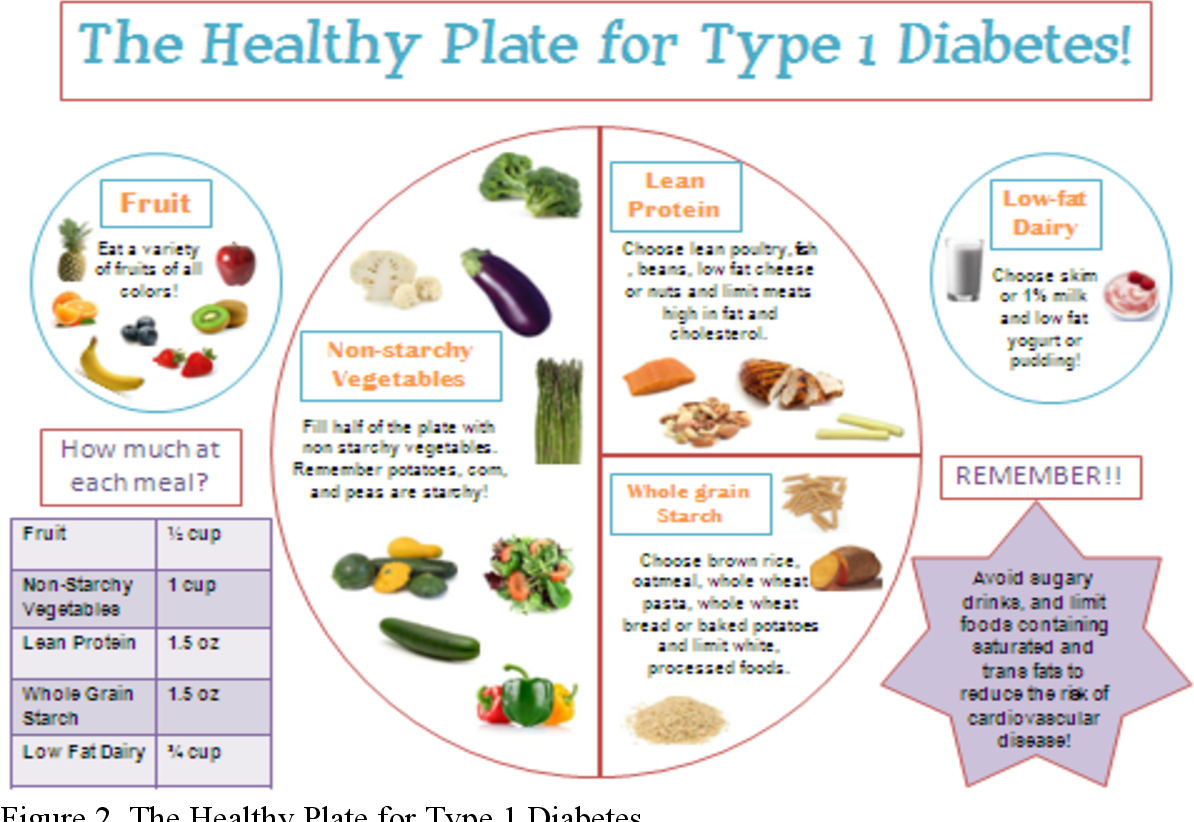 The Healthy Plate for Type 1 Diabetes!
Fruit
Eat a variety
of fruits of all
colors!
How much at
each meal?
Fruit ½ cup
Non-Starchy
Vegetables 1 cup
Lean Protein 1.5 oz
Whole Grain
Starch 1.5 oz
Low Fat Dairy ¾ cup
Non-starchy
Vegetables
Fill half of the plate with
non starchy vegetables.
Remember potatoes, corn,
and peas are starchy!
Lean
Protein
Choose lean poultry, fish
, beans, low fat cheese
or nuts and limit meats
high in fat and
cholesterol.
Whole grain
Starch
Choose brown rice,
oatmeal, whole wheat
pasta, whole wheat
bread or baked potatoes
and limit white,
processed foods.
Low-fat
Dairy
Choose skim
or 1% milk
and low fat
yogurt or
pudding!
REMEMBER!!
Avoid sugary
drinks, and limit
foods containing
saturated and
trans fats to
reduce the risk of
cardiovascular
disease!
Figure 2. The Healthy Plate for Type 1 Diabetes